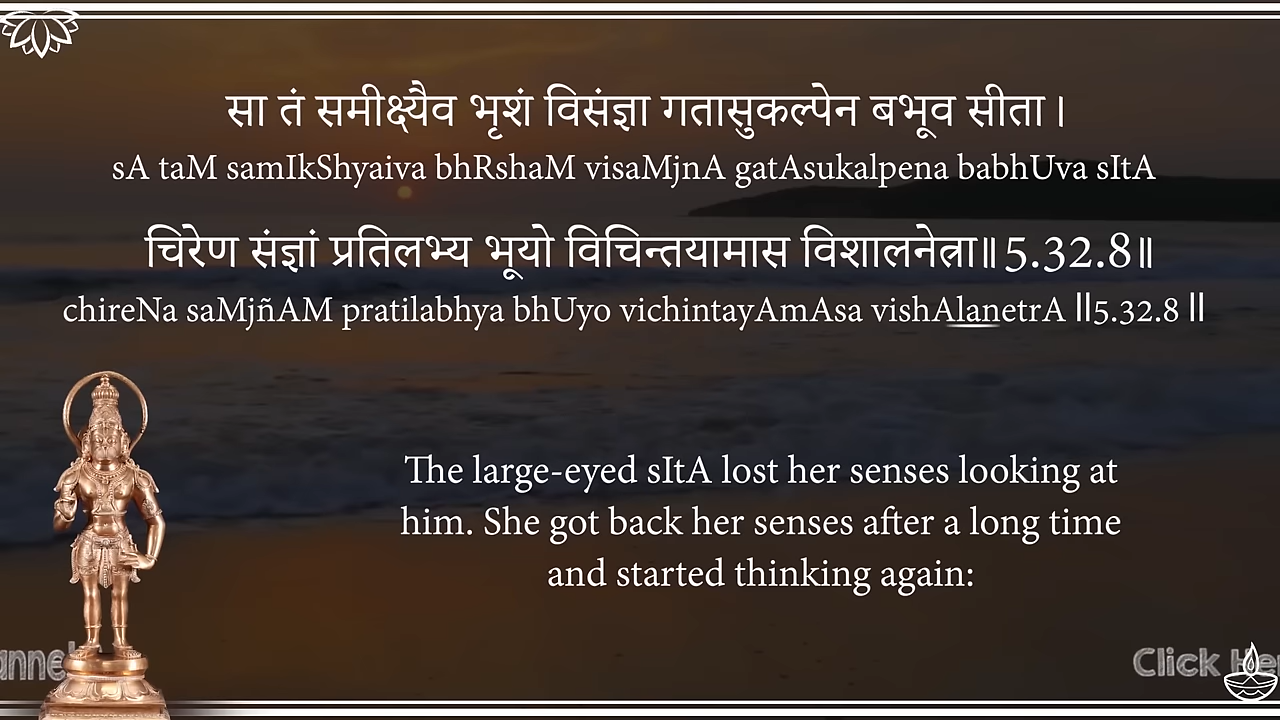 सा तं समीक्ष्यैव भृशं विसंज्ञा गतासुकल्पेन बभूव सीता।
sA taM samIkShyaiva bhRshaM visaMjnA gatAsukalpena babhUva sItA
चिरेण संज्ञां प्रतिलभ्य भूयो विचिन्तयामास विशालनेत्रा॥5.32.8॥
chireNa saMjñAM pratilabhya bhUyo vichintayAmAsa vishAlanetrA ॥5.32.8 ॥
The large-eyed sItA lost her senses looking at
him. She got back her senses after a long time
and started thinking again:
Click